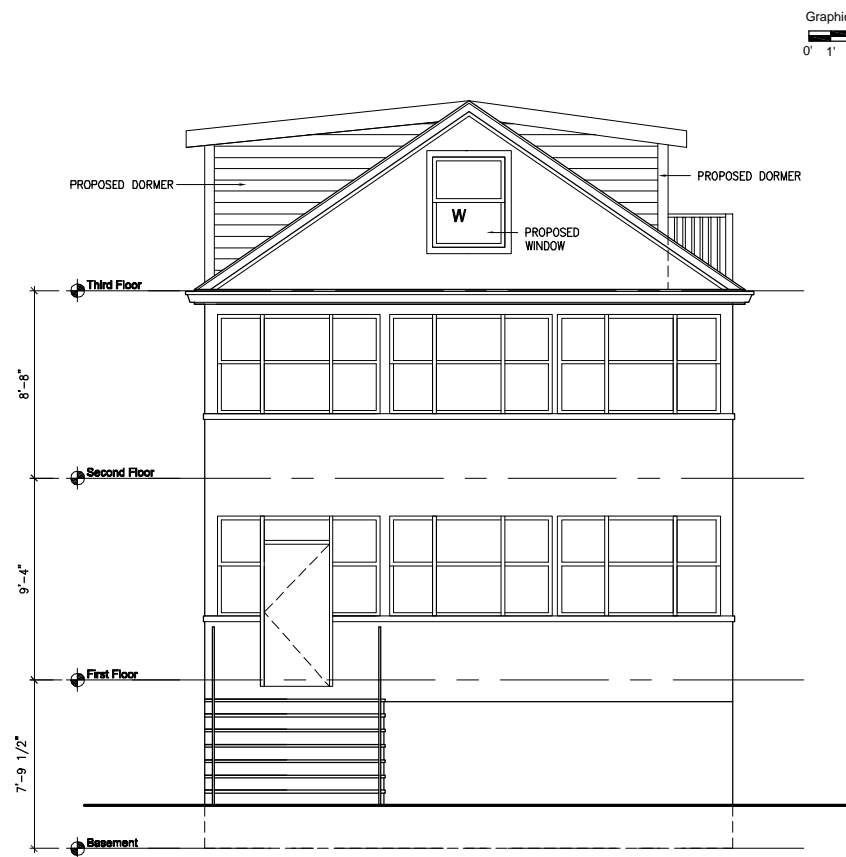 Graphic
0' 1'
PROPOSED DORMER
PROPOSED DORMER
W
PROPOSED
WINDOW
Third Floor
8'-8"
Second Floor
9'-4"
First Floor
7'-9 1/2"
Basement